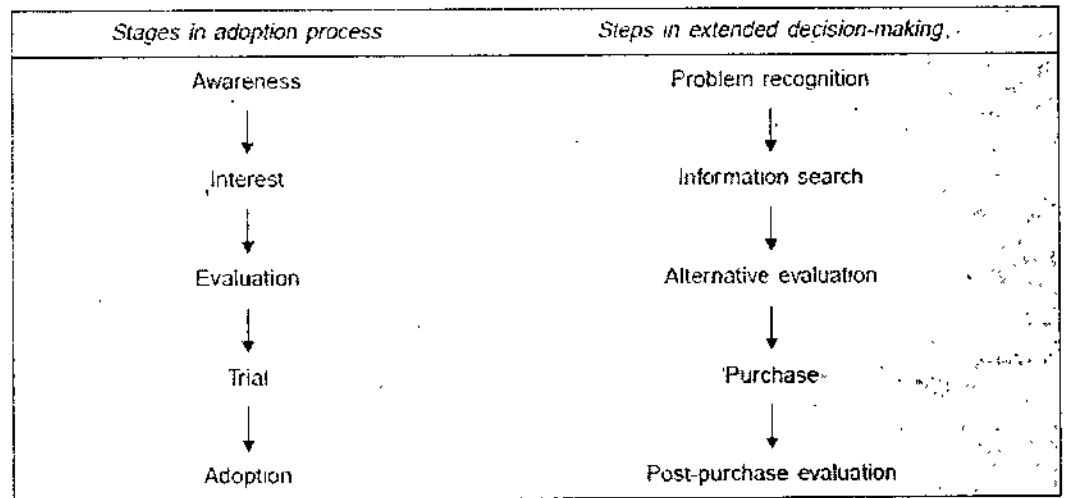 Stages in adoption process Steps in extended decision-making
Awareness Problem recognition
Interest Information search
Evaluation Alternative evaluation
Trial Purchase
Adoption Post-purchase evaluation